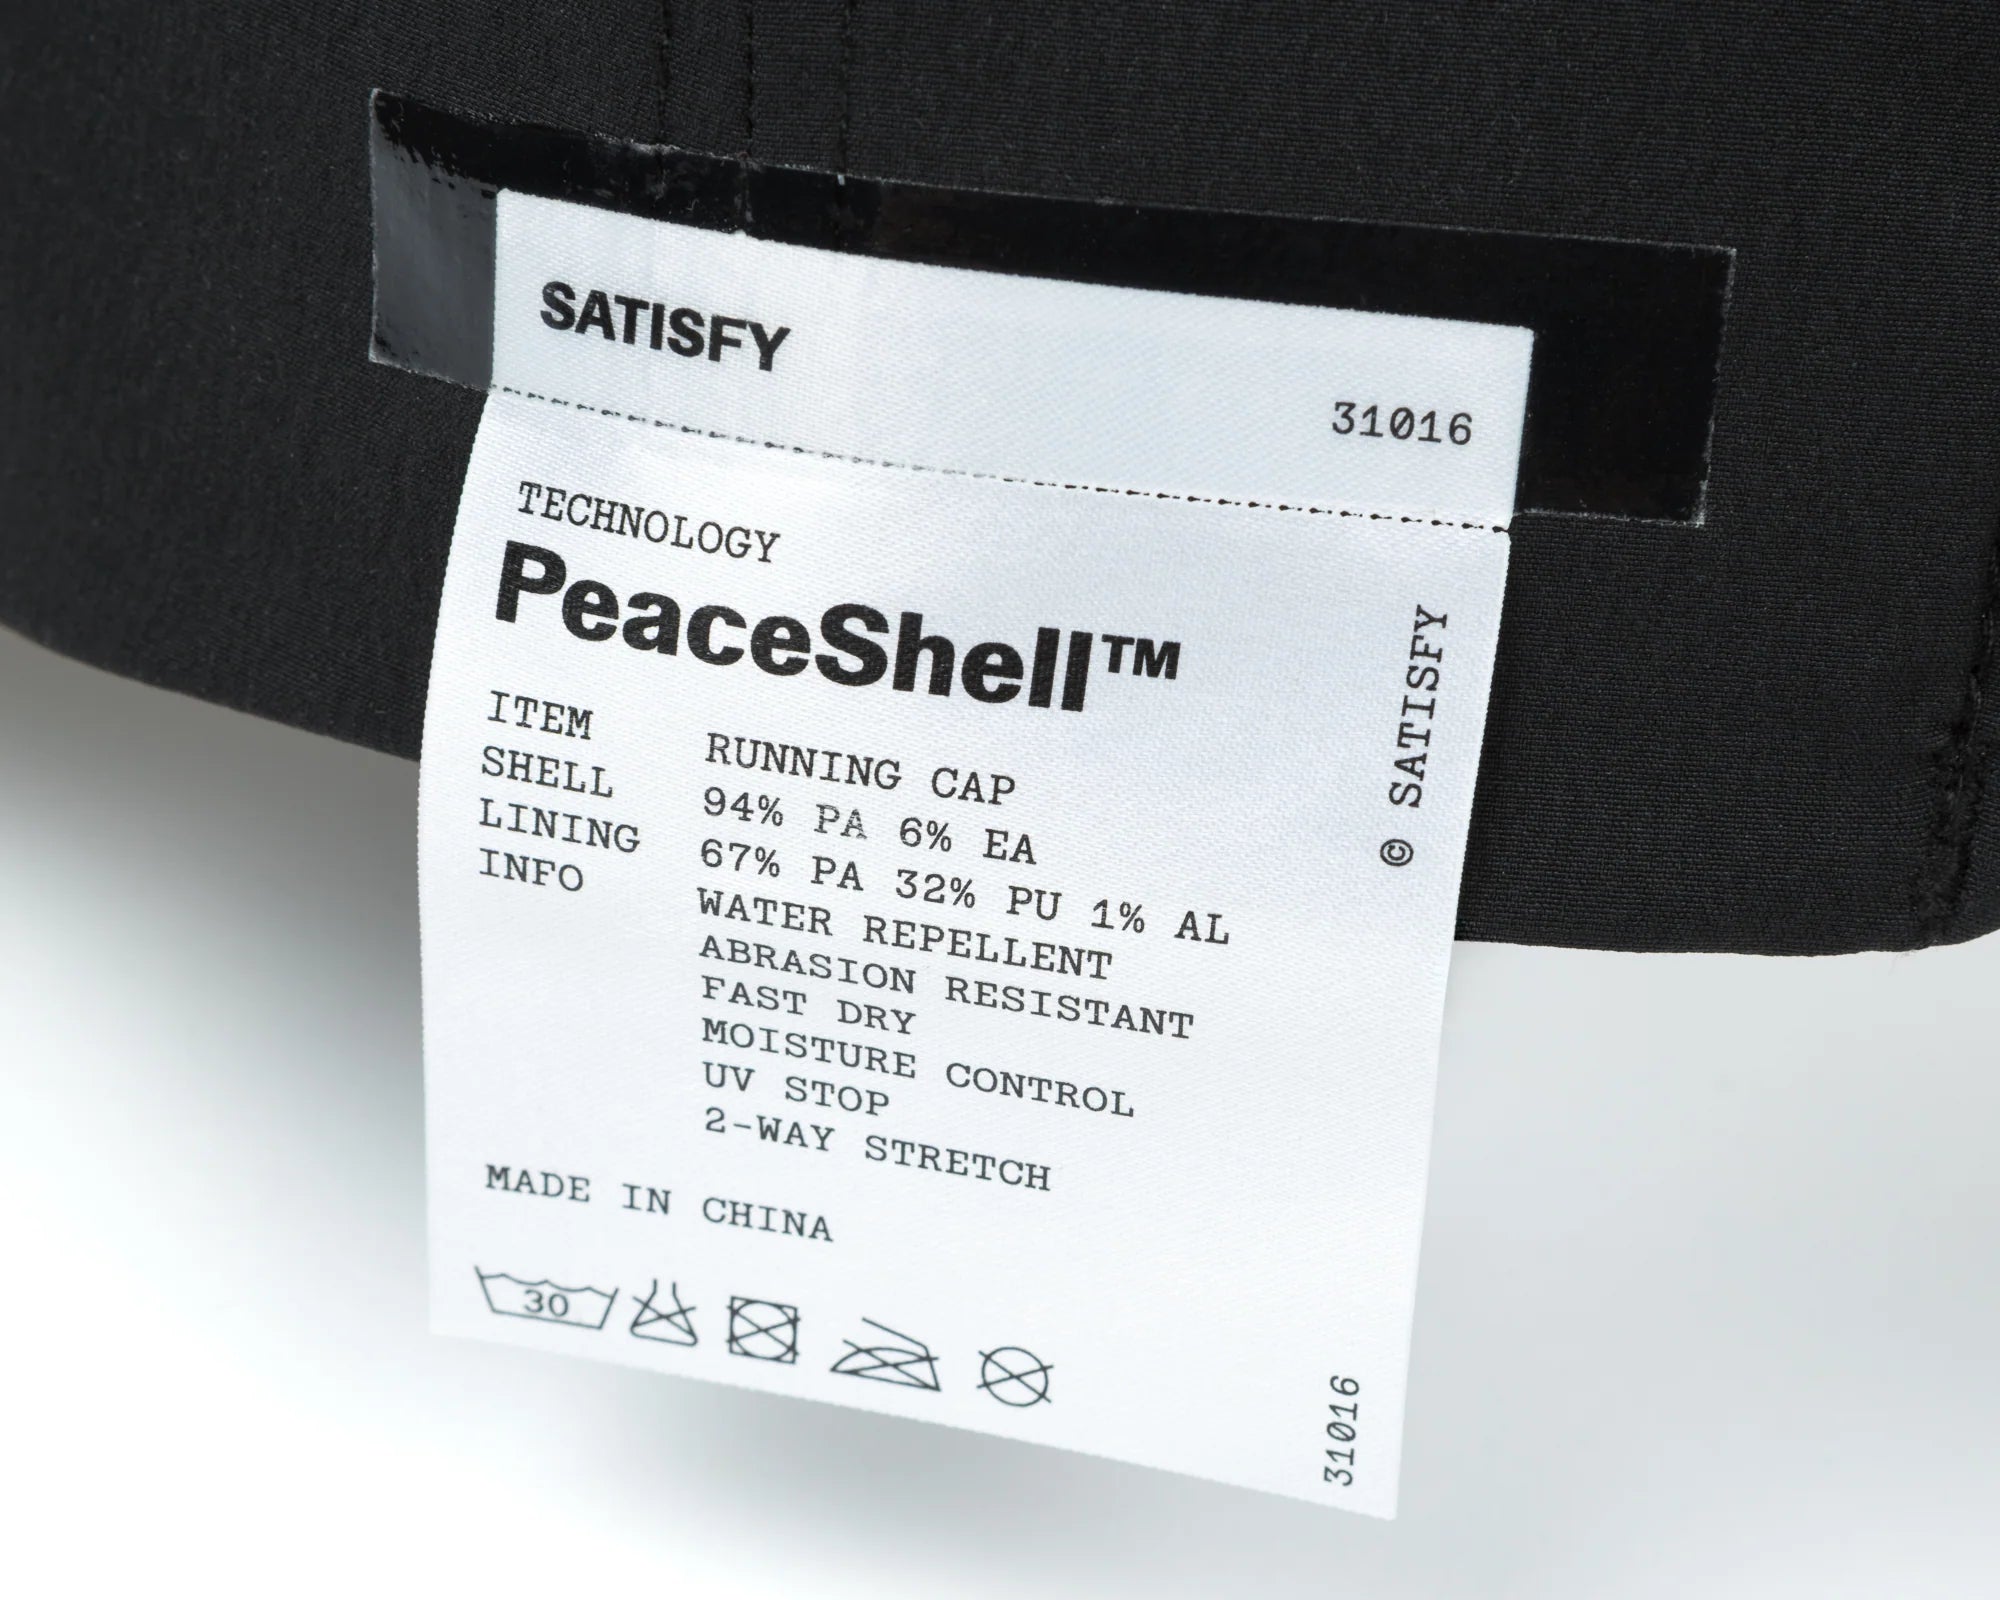 SATISFY
31016
TECHNOLOGY
PeaceShell™
ITEM RUNNING CAP
SHELL 94% PA 6% EA
LINING 67% PA 32% PU 1% AL
INFO WATER REPELLENT
ABRASION RESISTANT
FAST DRY
MOISTURE CONTROL
UV STOP
2-WAY STRETCH
MADE IN CHINA
30
© SATISFY
31016